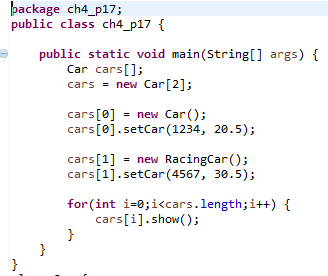 package ch4_p17;
public class ch4_p17 {
public static void main(String[] args) {
Car cars[];
cars = new Car[2];
cars[0] = new Car();
cars[0].setCar(1234, 20.5);
cars[1] = new RacingCar();
cars[1].setCar(4567, 30.5);
for(int i=0;i<cars.length;i++) {
cars[i].show();
}
}
}